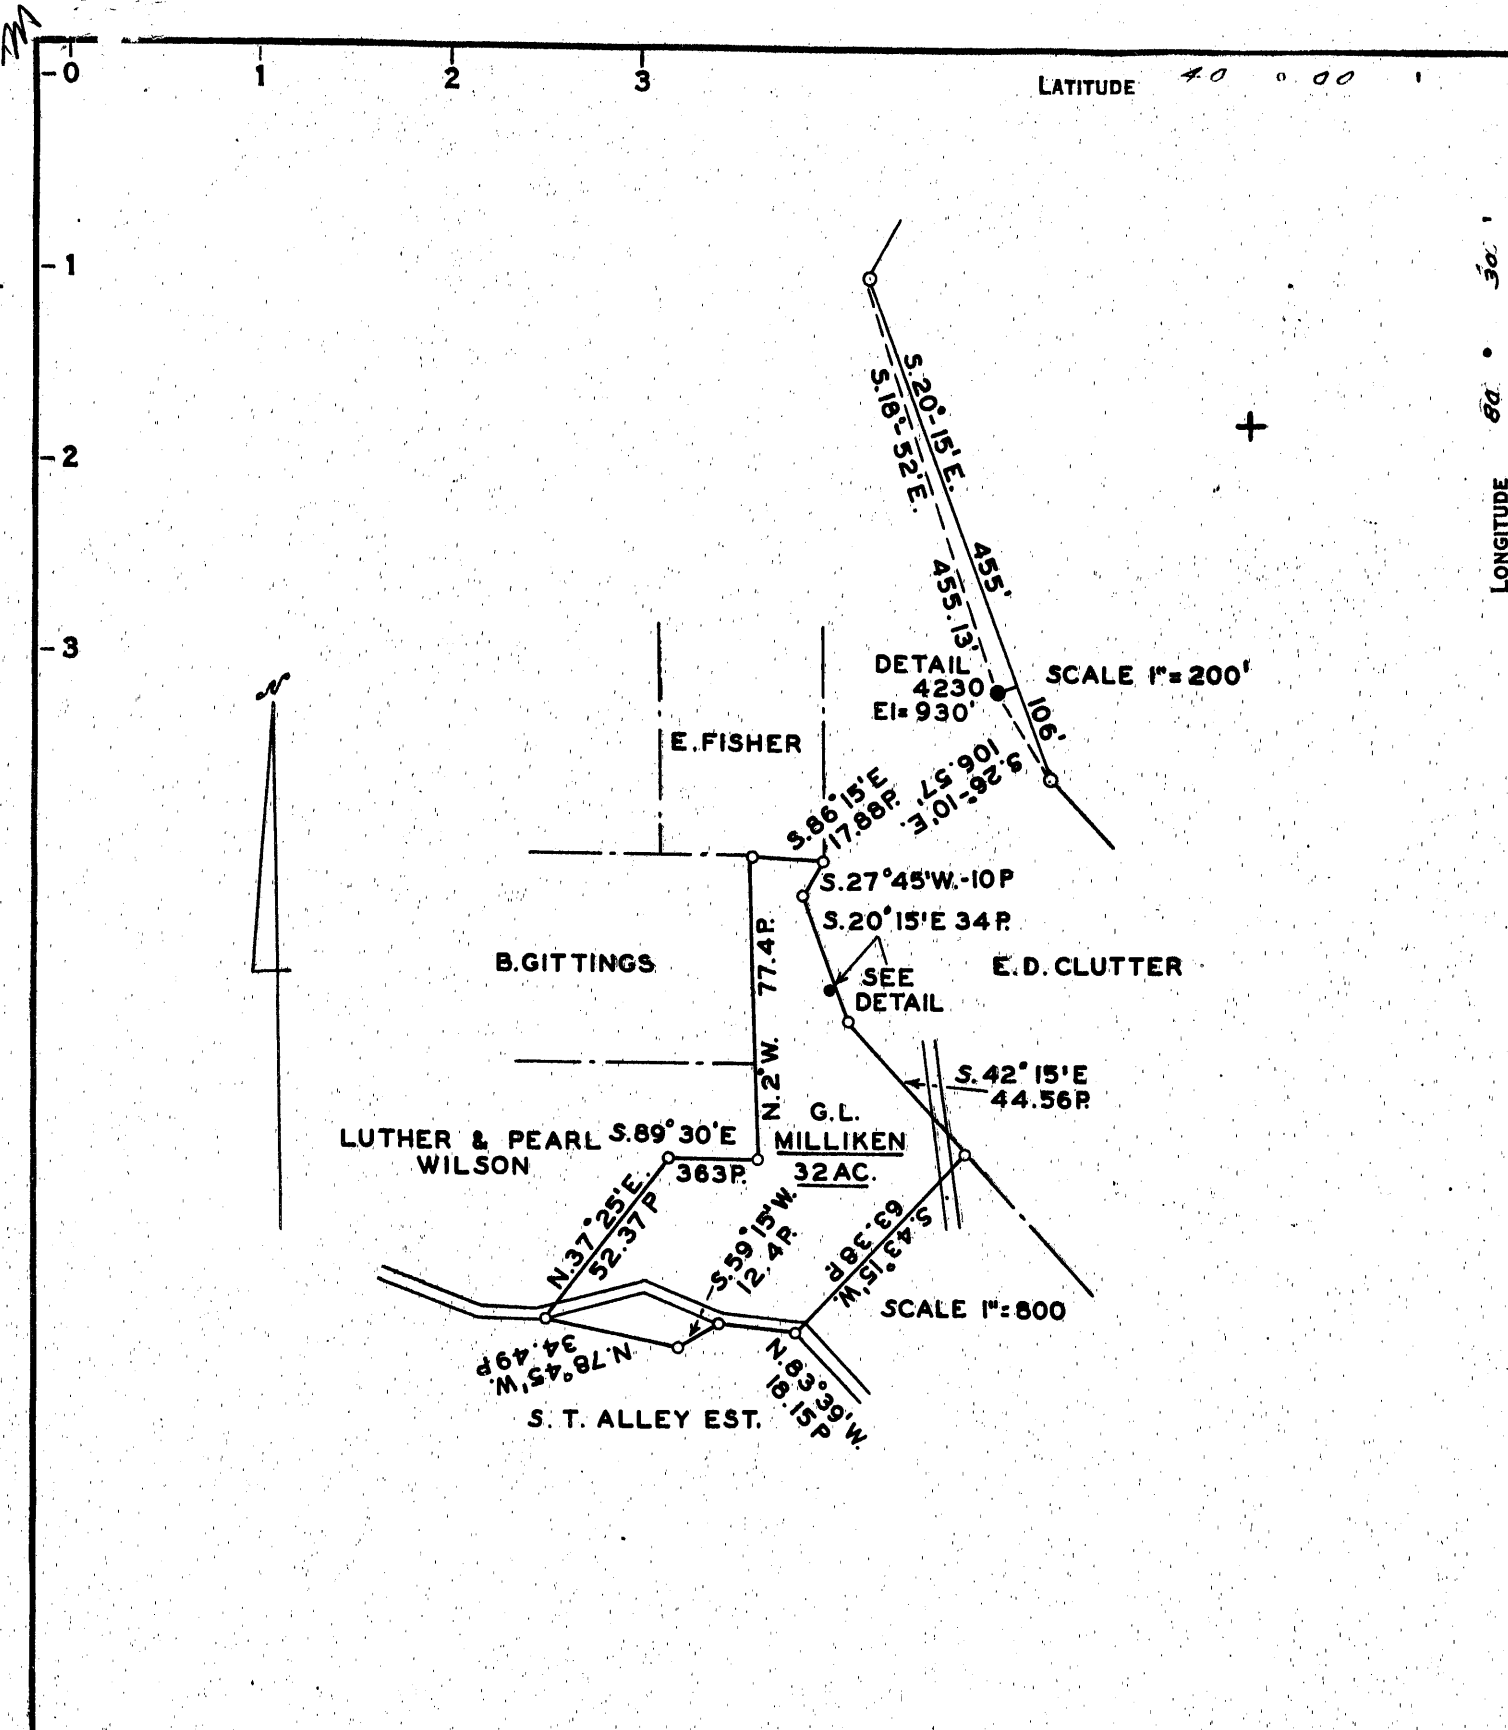 0 1 2 3
LATITUDE 40 ° 00 '
LONGITUDE 80 ° 30 '
1
2
3
N
S.20°-15'E.
455'
S.18°-52'E.
455.13'
DETAIL
4230
El=930'
SCALE 1"=200'
106'
S.26°-10'E.
106.57'
E.FISHER
S.86°15'E
17.88P.
S.27°45'W.-10P
S.20°15'E 34P.
B.GITTINGS
N.2°W. 77.4P.
SEE
DETAIL
E.D.CLUTTER
S.42°15'E
44.56P.
G.L.
MILLIKEN
32AC.
LUTHER & PEARL
WILSON
S.89°30'E
363P.
N.37°25'E.
52.37P
S.59°15'W.
12.4P.
S.43°15'W.
63.38P.
SCALE 1"=800
N.78°45'W.
34.49P
N.83°39'W.
18.15P
S.T. ALLEY EST.